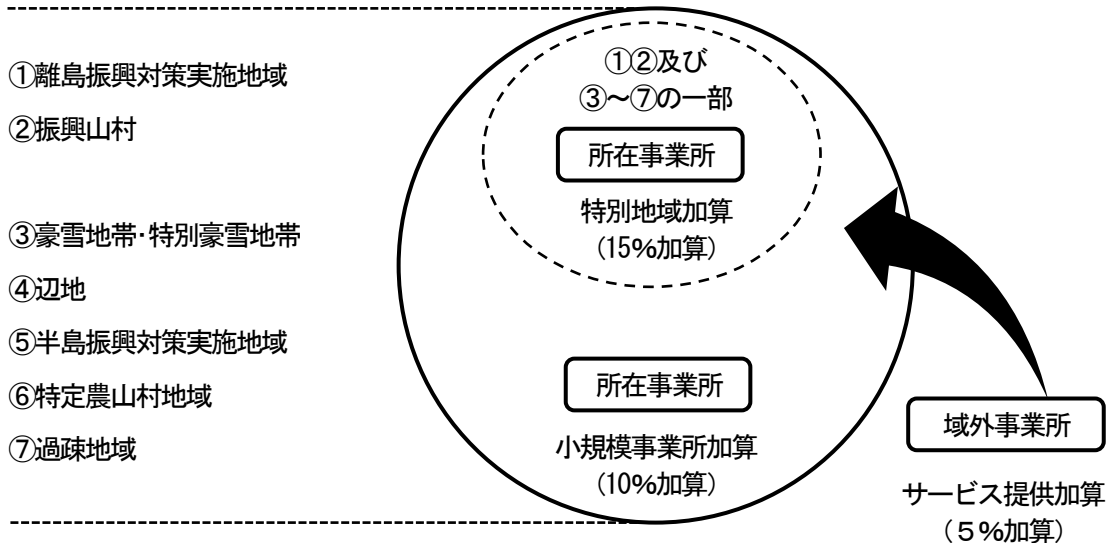 ①離島振興対策実施地域
②振興山村
③豪雪地帯・特別豪雪地帯
④辺地
⑤半島振興対策実施地域
⑥特定農山村地域
⑦過疎地域
①②及び
③～⑦の一部
所在事業所
特別地域加算
(15%加算)
所在事業所
小規模事業所加算
(10%加算)
域外事業所
サービス提供加算
(５%加算)